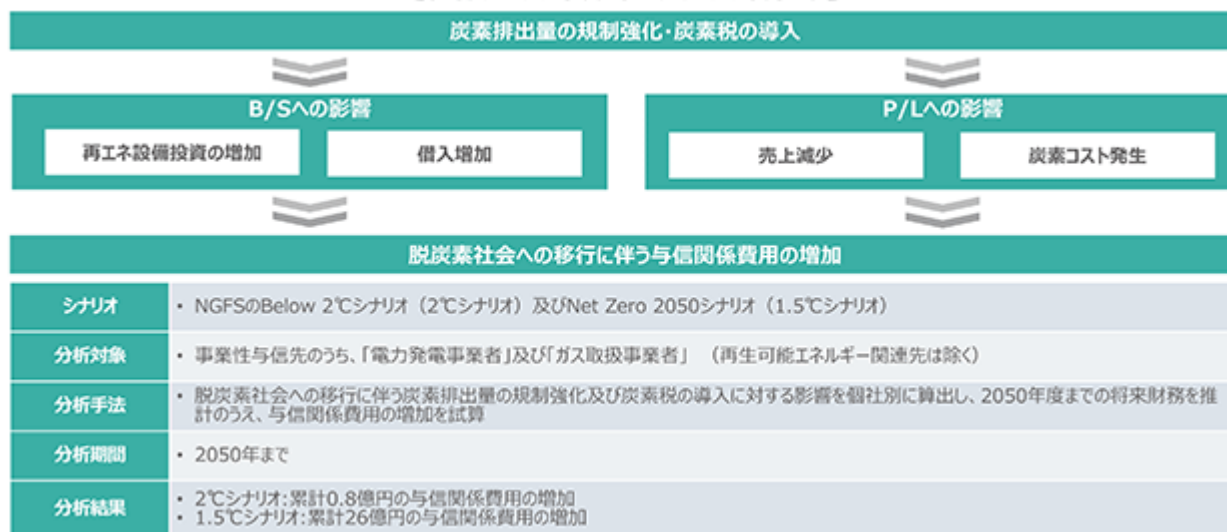 炭素排出量の規制強化・炭素税の導入
B/Sへの影響
再エネ設備投資の増加
借入増加
P/Lへの影響
売上減少
炭素コスト発生
脱炭素社会への移行に伴う与信関係費用の増加
シナリオ
・ NGFSのBelow 2℃シナリオ（2℃シナリオ）及びNet Zero 2050シナリオ（1.5℃シナリオ）
分析対象
・ 事業性与信先のうち、「電力発電事業者」及び「ガス取扱事業者」 （再生可能エネルギー関連先は除く）
分析手法
・ 脱炭素社会への移行に伴う炭素排出量の規制強化及び炭素税の導入に対する影響を個社別に算出し、2050年度までの将来財務を推
計のうえ、与信関係費用の増加を試算
分析期間
・ 2050年まで
分析結果
・ 2℃シナリオ:累計0.8億円の与信関係費用の増加
・ 1.5℃シナリオ:累計26億円の与信関係費用の増加